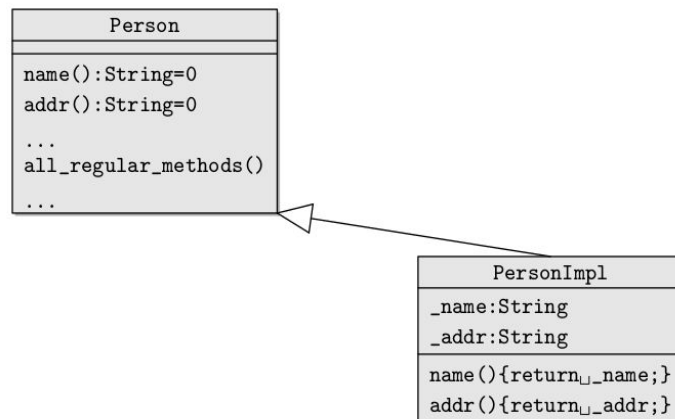 Person
name():String=0
addr():String=0
...
all_regular_methods()
...
PersonImpl
_name:String
_addr:String
name(){return␣_name;}
addr(){return␣_addr;}